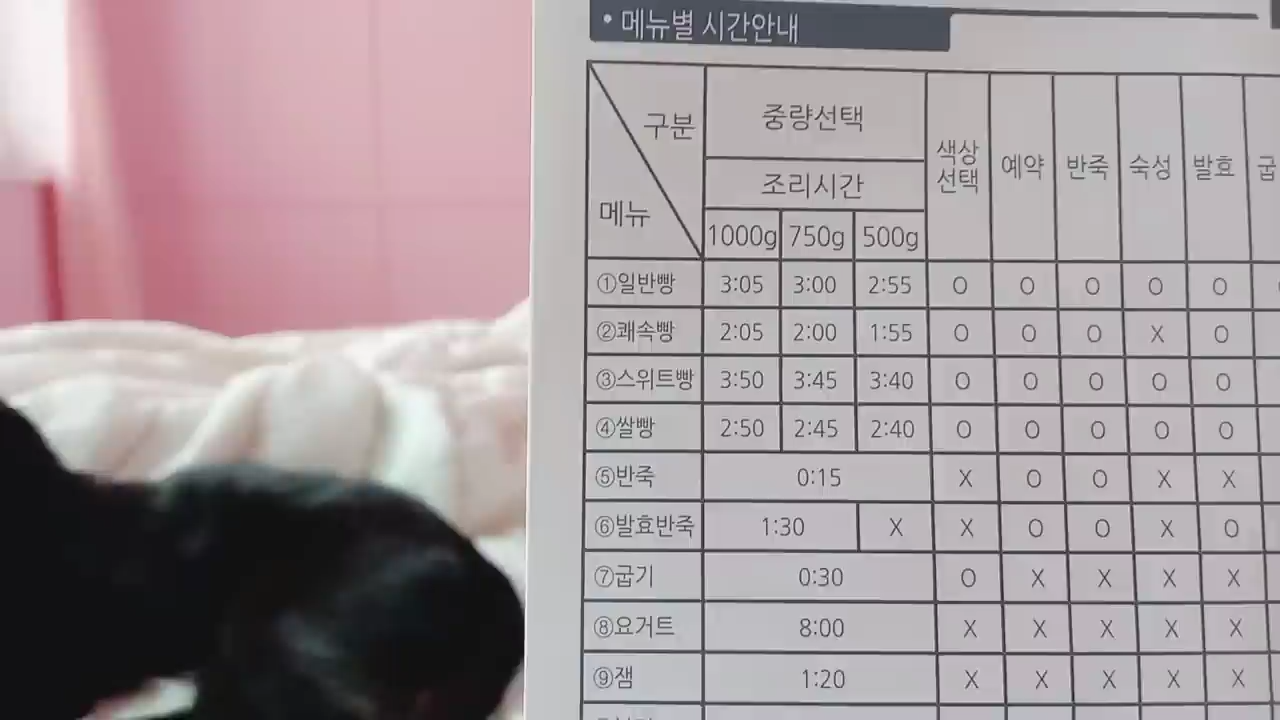 • 메뉴별 시간안내
구분 메뉴 중량선택 색상 선택 예약 반죽 숙성 발효 굽
조리시간
1000g 750g 500g
①일반빵 3:05 3:00 2:55 O O O O O
②쾌속빵 2:05 2:00 1:55 O O O X O
③스위트빵 3:50 3:45 3:40 O O O O O
④쌀빵 2:50 2:45 2:40 O O O O O
⑤반죽 0:15 X O O X X
⑥발효반죽 1:30 X X O O X O
⑦굽기 0:30 O X X X X
⑧요거트 8:00 X X X X X
⑨잼 1:20 X X X X X